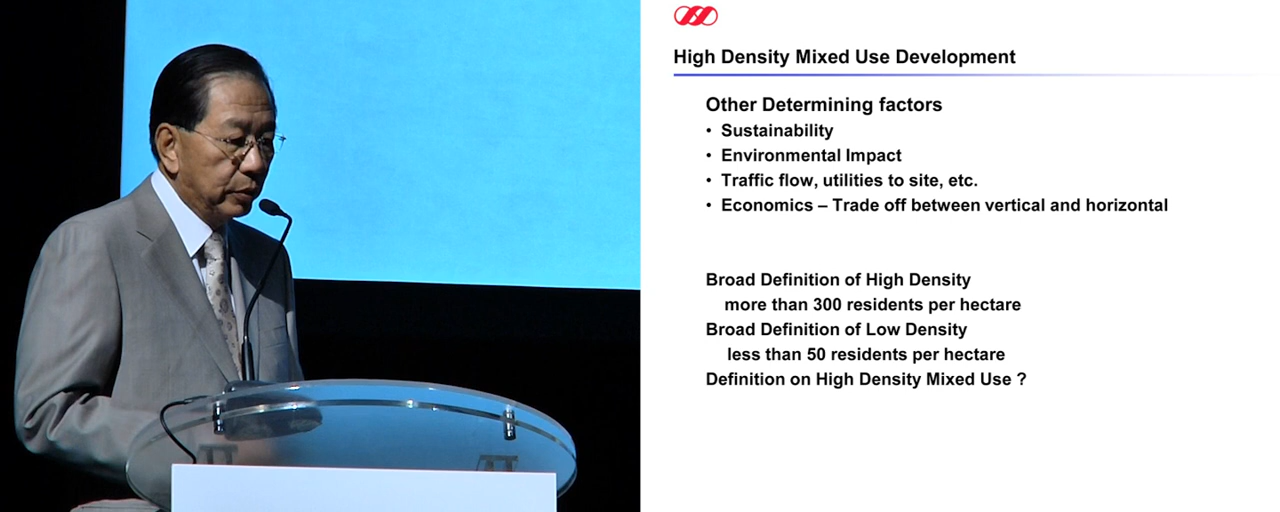 High Density Mixed Use Development
Other Determining factors
• Sustainability
• Environmental Impact
• Traffic flow, utilities to site, etc.
• Economics – Trade off between vertical and horizontal
Broad Definition of High Density
more than 300 residents per hectare
Broad Definition of Low Density
less than 50 residents per hectare
Definition on High Density Mixed Use ?